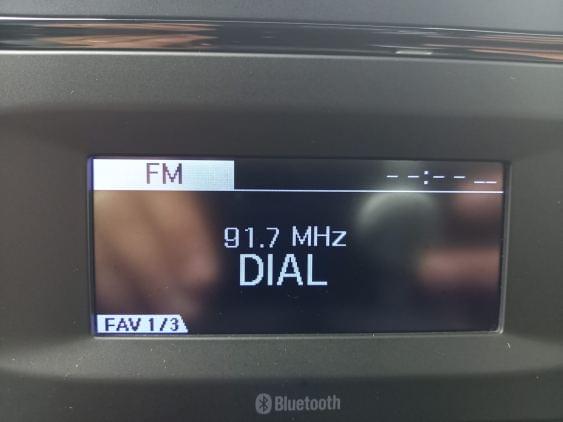 FM --:-- __
91.7 MHz
DIAL
FAV 1/3
Bluetooth